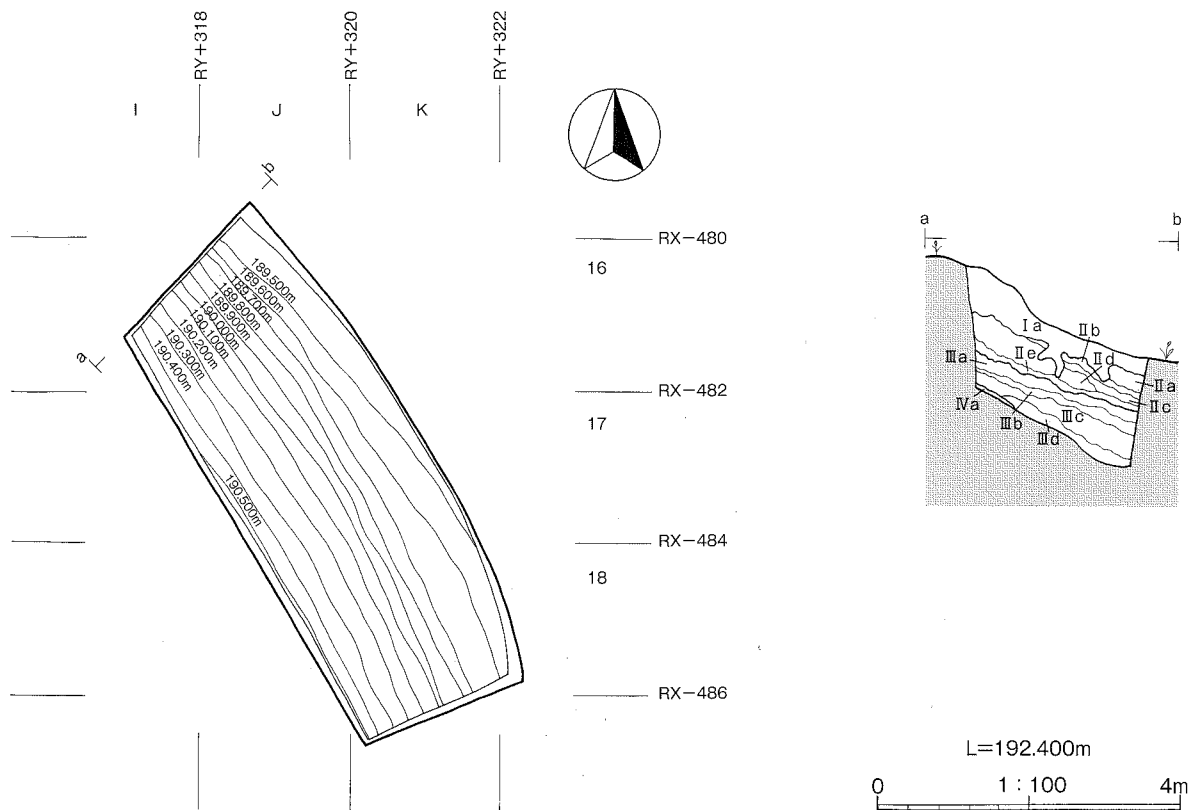 RY+318
RY+320
RY+322
I
J
K
b
a
RX−480
16
RX−482
17
RX−484
18
RX−486
189.500m
189.600m
189.700m
189.800m
189.900m
190.000m
190.100m
190.200m
190.300m
190.400m
190.500m
a
b
Ⅰa
Ⅱb
Ⅱe
Ⅱd
Ⅲa
Ⅱa
Ⅱc
Ⅳa
Ⅲb
Ⅲc
Ⅲd
L=192.400m
0
1：100
4m